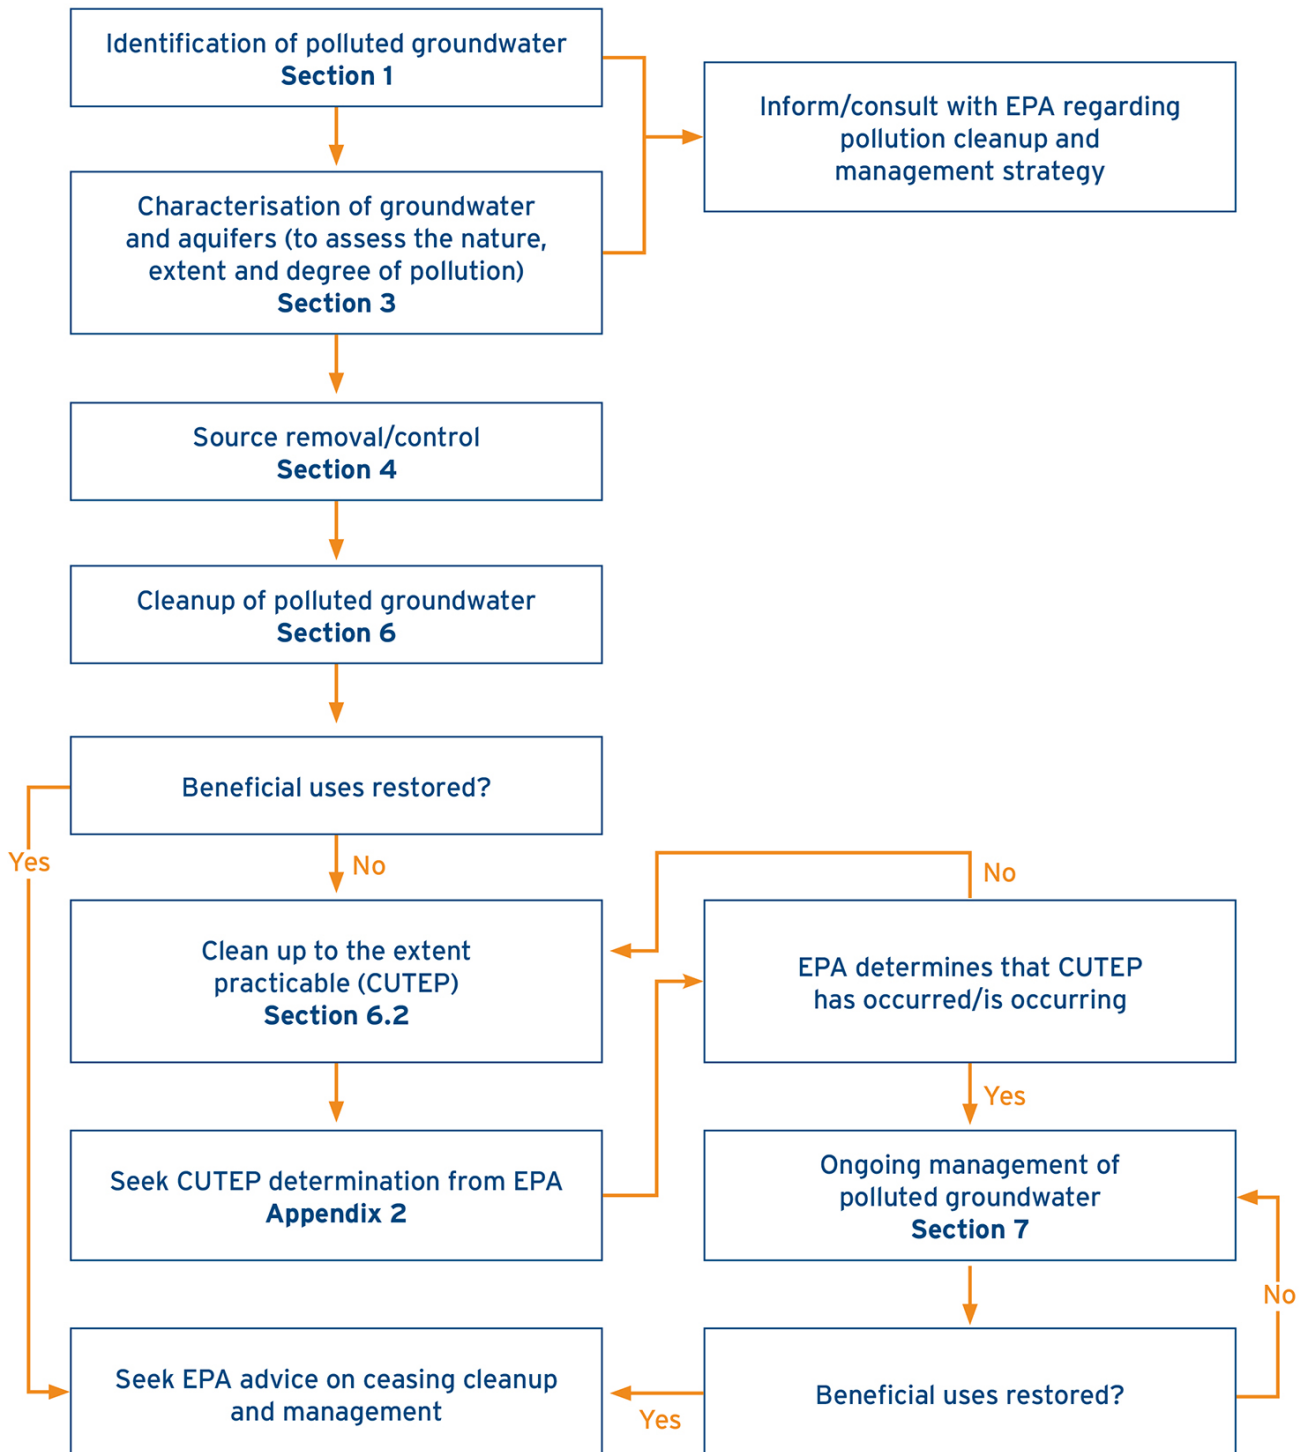 Identification of polluted groundwater
Section 1
Inform/consult with EPA regarding
pollution cleanup and
management strategy
Characterisation of groundwater
and aquifers (to assess the nature,
extent and degree of pollution)
Section 3
Source removal/control
Section 4
Cleanup of polluted groundwater
Section 6
Beneficial uses restored?
Yes
No
Clean up to the extent
practicable (CUTEP)
Section 6.2
No
EPA determines that CUTEP
has occurred/is occurring
Yes
Seek CUTEP determination from EPA
Appendix 2
Ongoing management of
polluted groundwater
Section 7
No
Beneficial uses restored?
Yes
Seek EPA advice on ceasing cleanup
and management